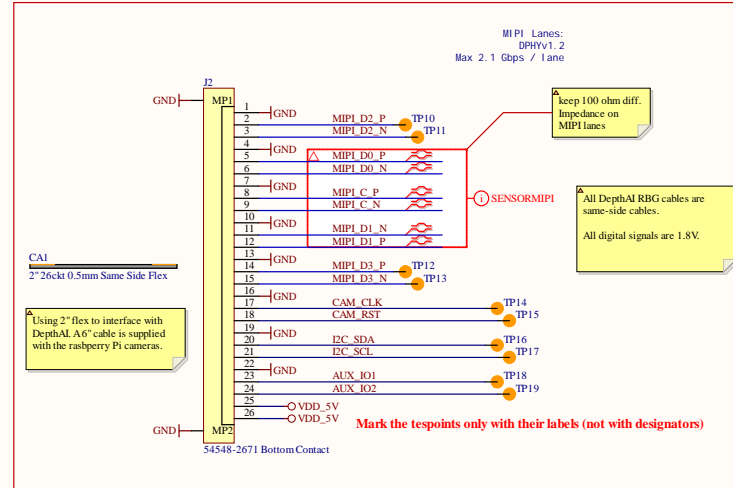 MIPI Lanes:
DPHYv1.2
Max 2.1 Gbps / lane
J2
GND
MP1
1
GND
2
MIPI_D2_P
TP10
3
MIPI_D2_N
TP11
4
GND
5
MIPI_D0_P
6
MIPI_D0_N
7
GND
8
MIPI_C_P
9
MIPI_C_N
10
GND
11
MIPI_D1_N
12
MIPI_D1_P
13
GND
14
MIPI_D3_P
TP12
15
MIPI_D3_N
TP13
16
GND
17
CAM_CLK
TP14
18
CAM_RST
TP15
19
GND
20
I2C_SDA
TP16
21
I2C_SCL
TP17
22
GND
23
AUX_IO1
TP18
24
AUX_IO2
TP19
25
VDD_5V
26
VDD_5V
GND
MP2
54548-2671 Bottom Contact
i SENSORMIPI
keep 100 ohm diff.
Impedance on
MIPI lanes
All DepthAI RBG cables are
same-side cables.
All digital signals are 1.8V.
CA1
2" 26ckt 0.5mm Same Side Flex
Using 2" flex to interface with
DepthAI. A 6" cable is supplied
with the rasbperry Pi cameras.
Mark the tespoints only with their labels (not with designators)